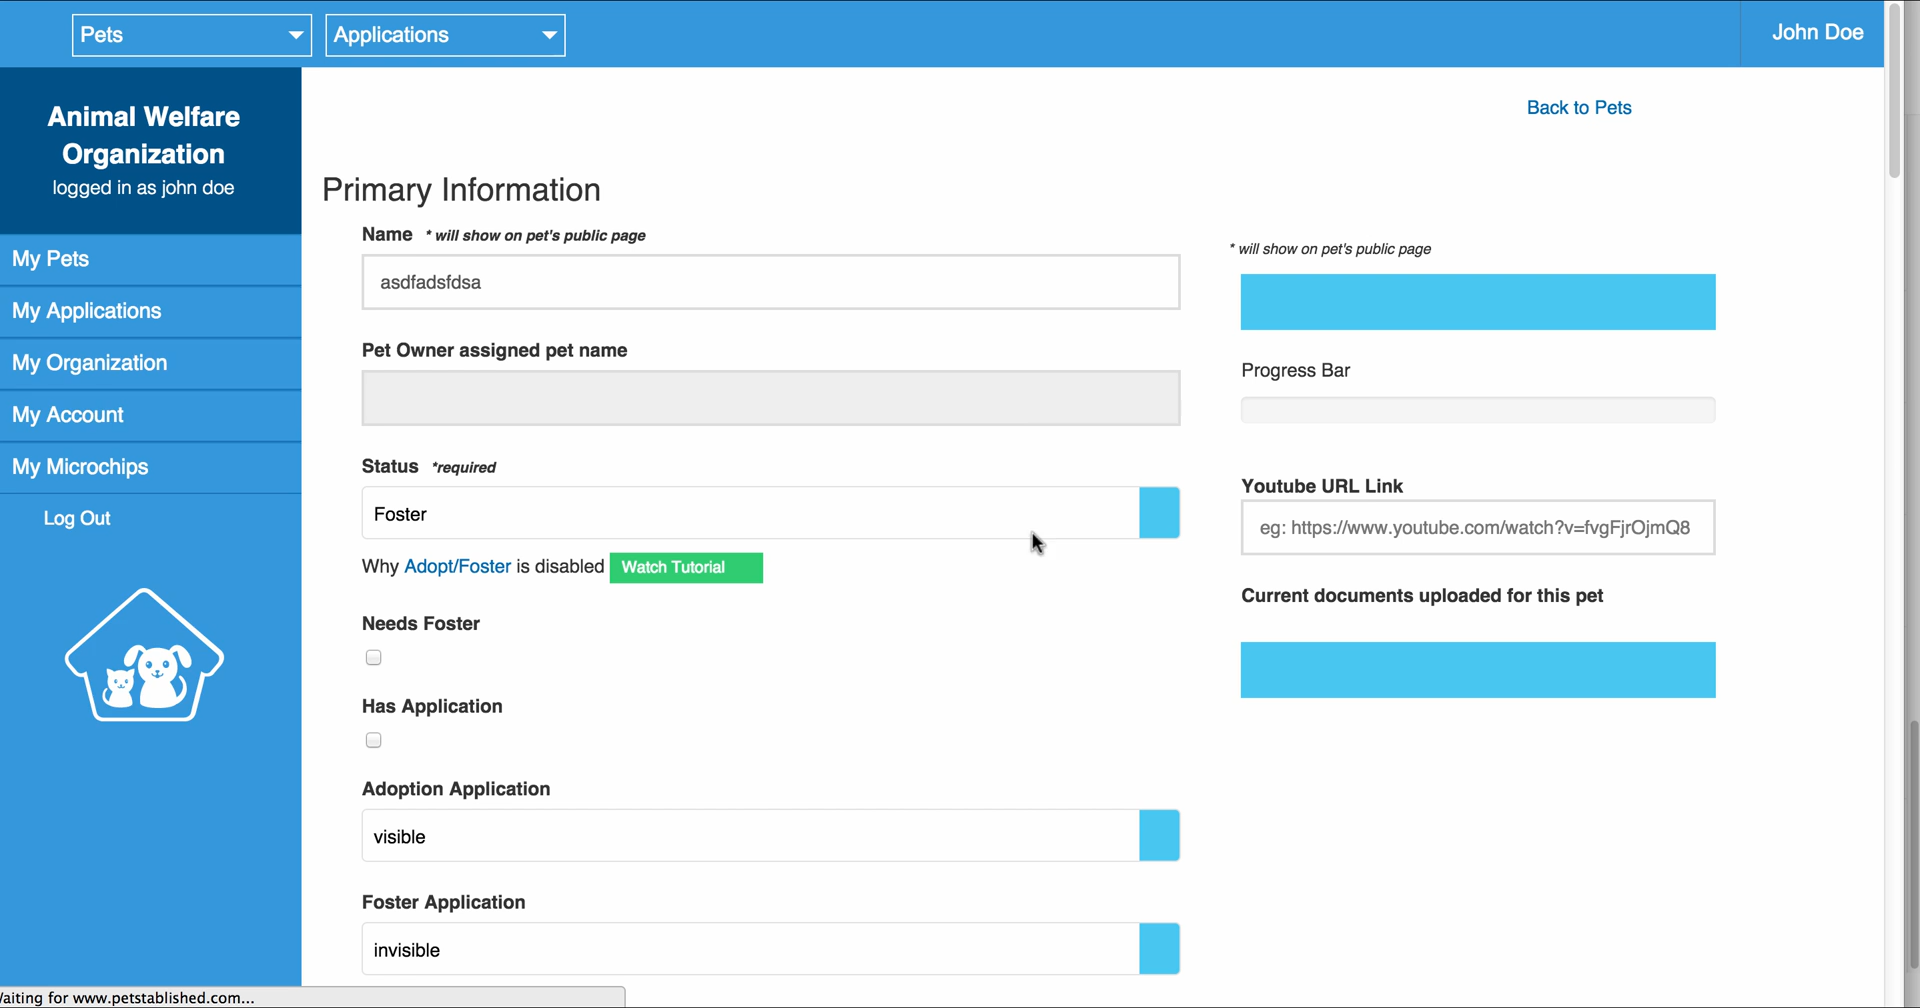 Pets
Applications
John Doe
Animal Welfare
Organization
logged in as john doe
My Pets
My Applications
My Organization
My Account
My Microchips
Log Out
Back to Pets
Primary Information
Name * will show on pet's public page
asdfadsfdsa
Pet Owner assigned pet name
Status *required
Foster
Why Adopt/Foster is disabled Watch Tutorial
Needs Foster
Has Application
Adoption Application
visible
Foster Application
invisible
* will show on pet's public page
Progress Bar
Youtube URL Link
eg: https://www.youtube.com/watch?v=fvgFjrOjmQ8
Current documents uploaded for this pet
aiting for www.petstablished.com...